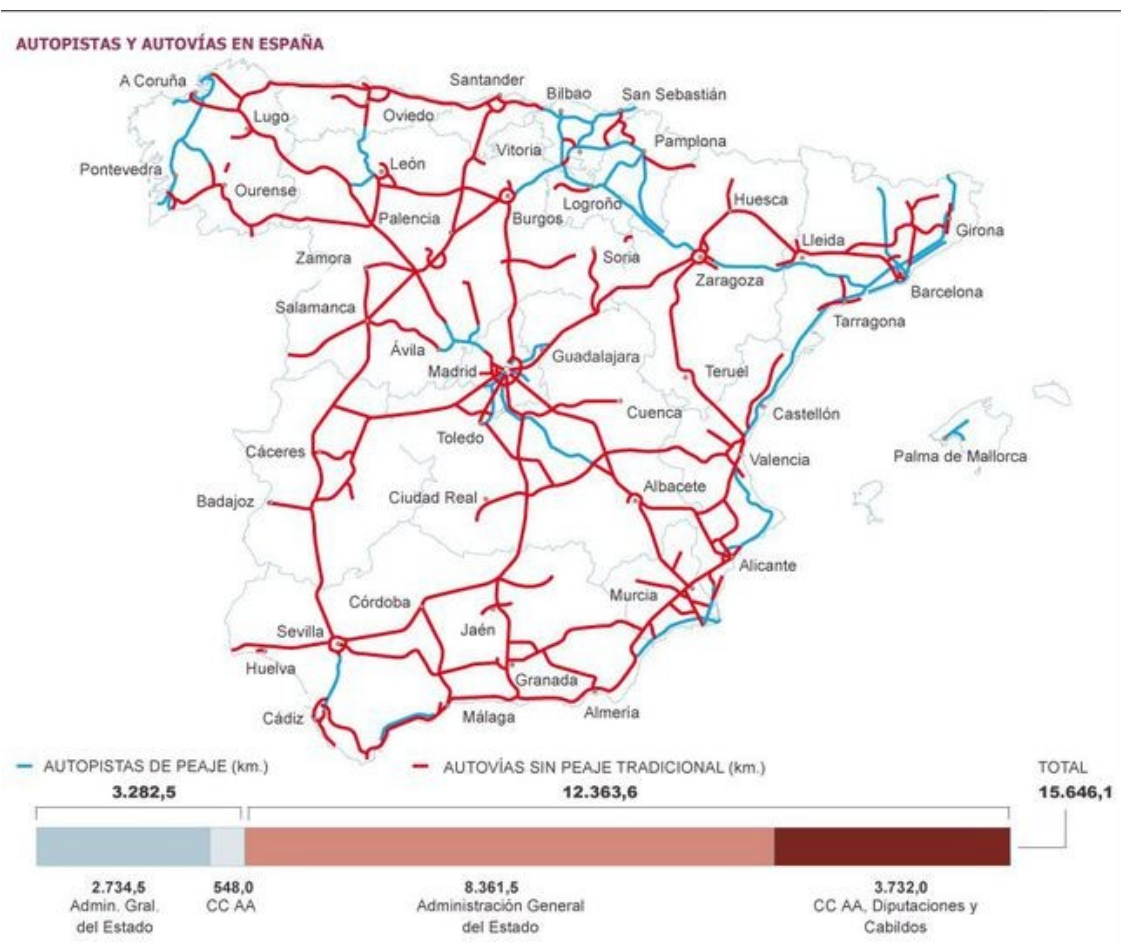 AUTOPISTAS Y AUTOVÍAS EN ESPAÑA
A Coruña
Santander
Bilbao
San Sebastián
Lugo
Oviedo
Vitoria
Pamplona
Pontevedra
León
Ourense
Palencia
Burgos
Logroño
Huesca
Girona
Zamora
Soria
Lleida
Zaragoza
Barcelona
Salamanca
Tarragona
Ávila
Madrid
Guadalajara
Teruel
Cuenca
Castellón
Toledo
Cáceres
Valencia
Palma de Mallorca
Badajoz
Ciudad Real
Albacete
Alicante
Córdoba
Murcia
Sevilla
Jaén
Huelva
Granada
Cádiz
Málaga
Almería
AUTOPISTAS DE PEAJE (km.)
AUTOVÍAS SIN PEAJE TRADICIONAL (km.)
TOTAL
3.282,5
12.363,6
15.646,1
2.734,5
Admin. Gral.
del Estado
548,0
CC AA
8.361,5
Administración General
del Estado
3.732,0
CC AA, Diputaciones y
Cabildos